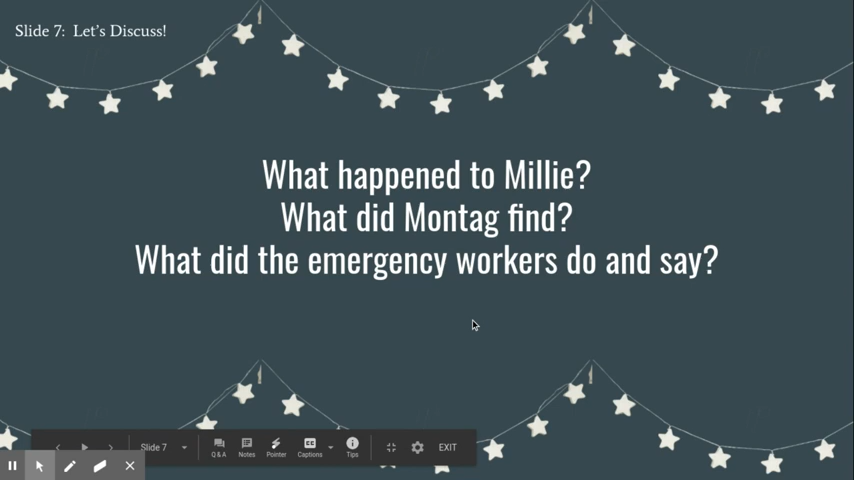 Slide 7: Let's Discuss!
What happened to Millie?
What did Montag find?
What did the emergency workers do and say?
Slide 7
Q & A
Notes
Pointer
Captions
Tips
EXIT